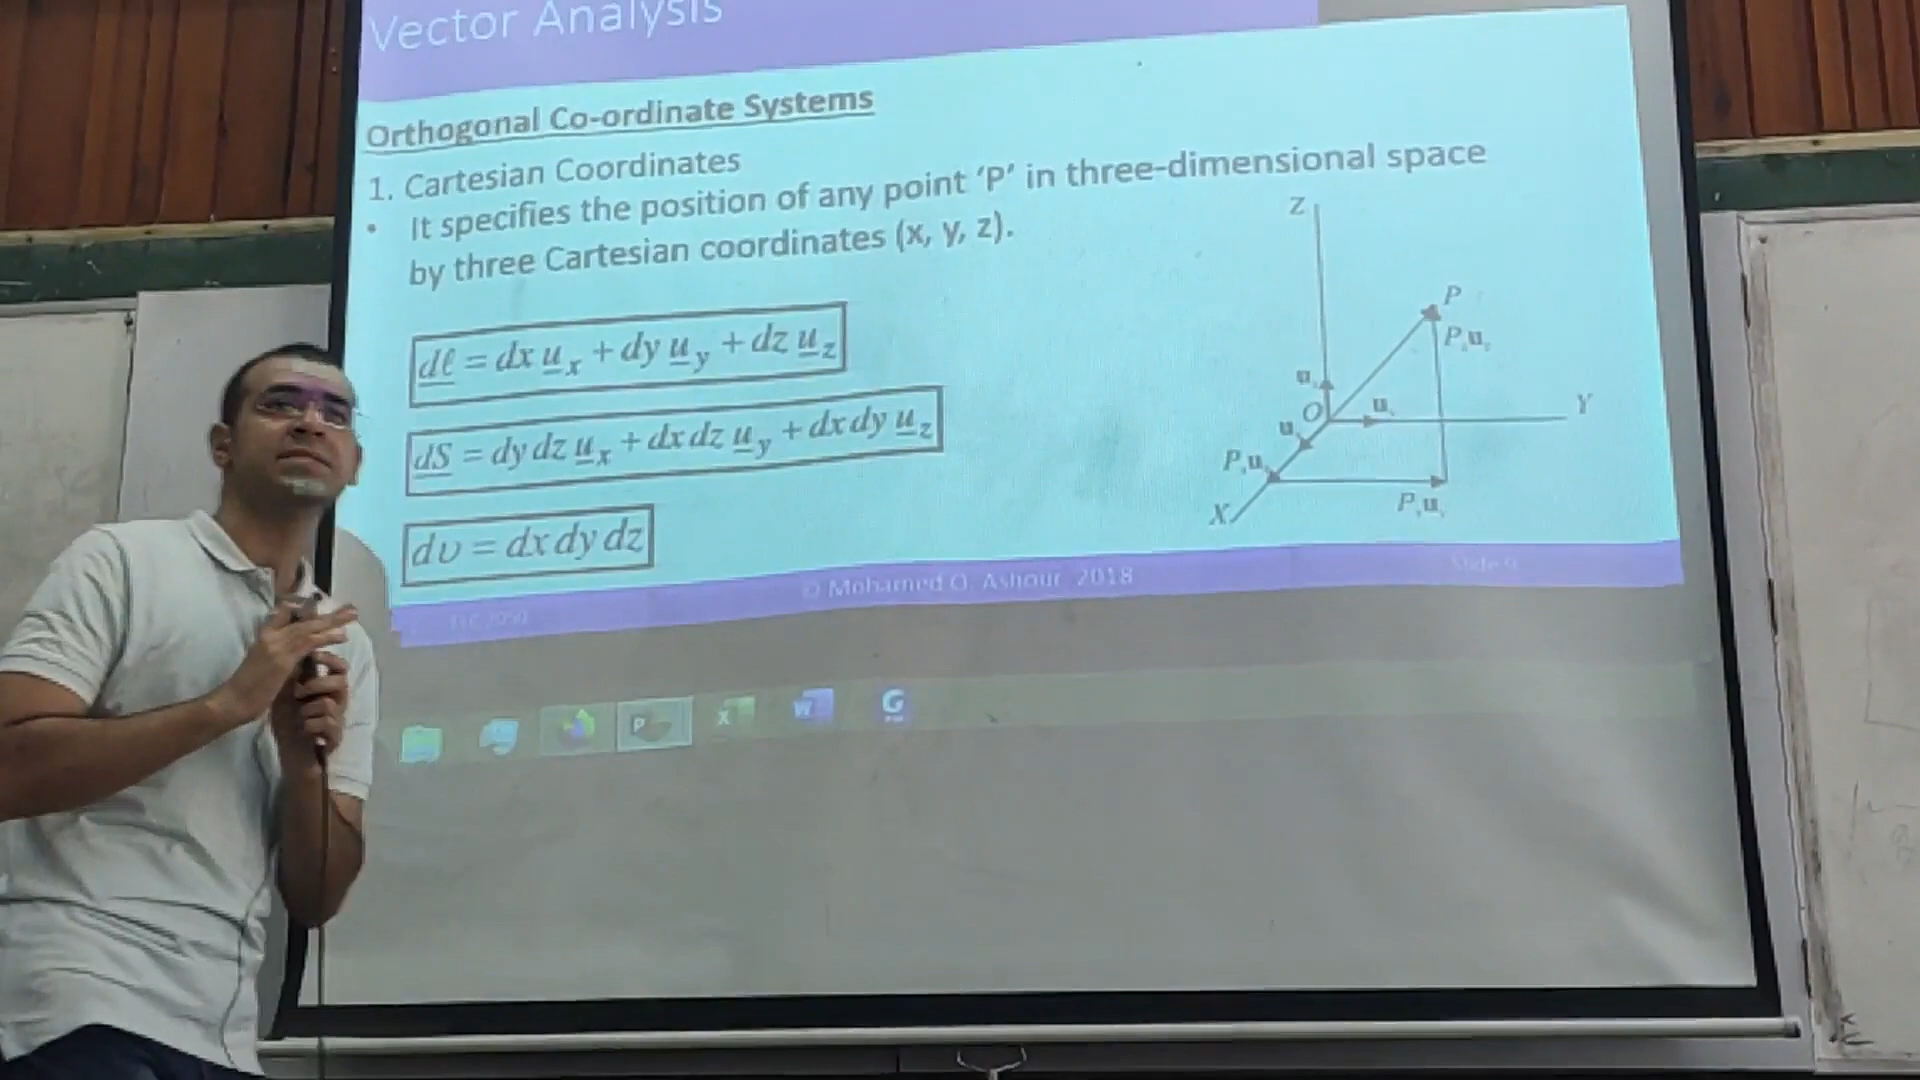 Vector Analysis
Orthogonal Co-ordinate Systems
1. Cartesian Coordinates
• It specifies the position of any point ‘P’ in three-dimensional space
by three Cartesian coordinates (x, y, z).
dℓ = dx u_x + dy u_y + dz u_z
dS = dy dz u_x + dx dz u_y + dx dy u_z
dυ = dx dy dz
Z
P
P u
u
O
u
Y
u
P u
X
P u
© Mohamed O. Ashour 2018
P
X
W
G